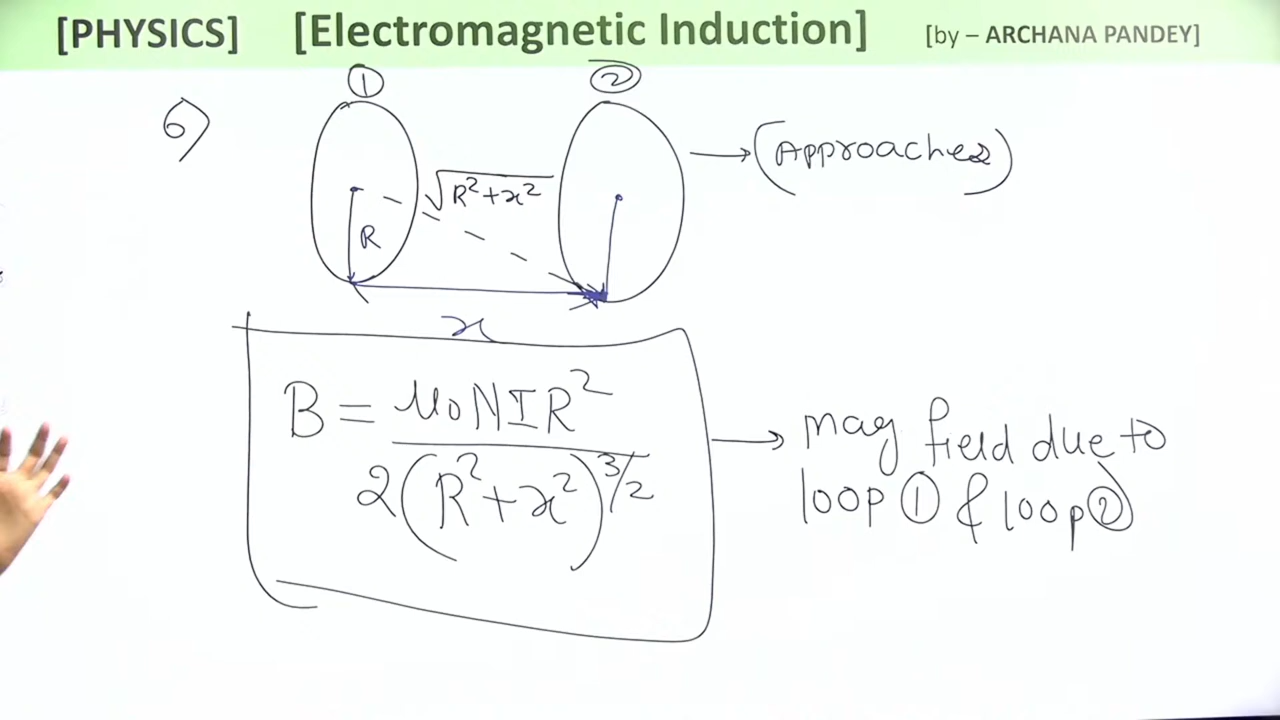 [PHYSICS] [Electromagnetic Induction] [by – ARCHANA PANDEY]
6)
① ②
→ (Approaches)
√R²+x²
R
x
B = μ₀NIR² / 2(R²+x²)^3/2
→ mag field due to
loop ① & loop ②